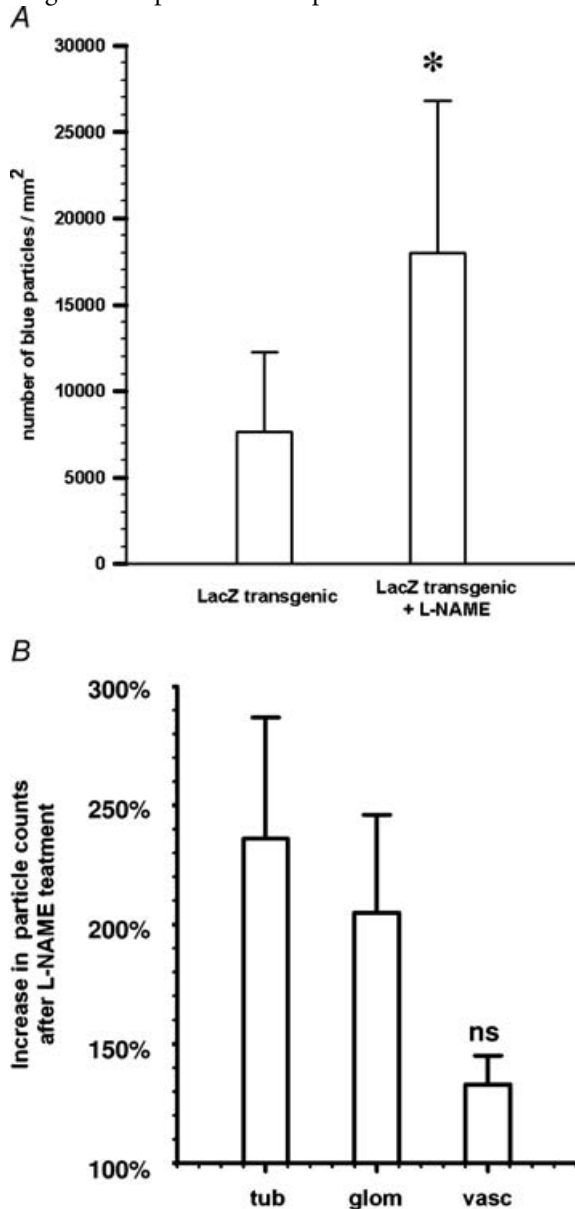 A
30000
25000
20000
15000
10000
5000
0
number of blue particles / mm²
*
LacZ transgenic
LacZ transgenic
+ L-NAME
B
300%
250%
200%
150%
100%
Increase in particle counts
after L-NAME teatment
ns
tub glom vasc